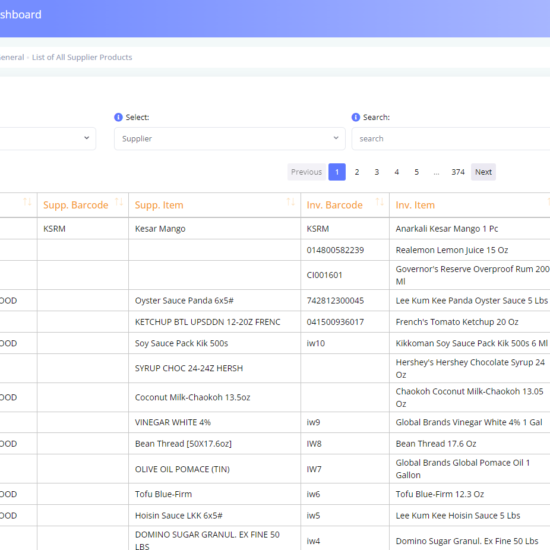 shboard
eneral - List of All Supplier Products
Select: Search:
Supplier search
Previous 1 2 3 4 5 ... 374 Next
Supp. Barcode Supp. Item Inv. Barcode Inv. Item
KSRM Kesar Mango KSRM Anarkali Kesar Mango 1 Pc
014800582239 Realemon Lemon Juice 15 Oz
CI001601 Governor's Reserve Overproof Rum 200
Ml
OOD Oyster Sauce Panda 6x5# 742812300045 Lee Kum Kee Panda Oyster Sauce 5 Lbs
KETCHUP BTL UPSDDN 12-20Z FRENC 041500936017 French's Tomato Ketchup 20 Oz
OOD Soy Sauce Pack Kik 500s iw10 Kikkoman Soy Sauce Pack Kik 500s 6 Ml
SYRUP CHOC 24-24Z HERSH Hershey's Hershey Chocolate Syrup 24
Oz
OOD Coconut Milk-Chaokoh 13.5oz Chaokoh Coconut Milk-Chaokoh 13.05
Oz
VINEGAR WHITE 4% iw9 Global Brands Vinegar White 4% 1 Gal
OOD Bean Thread [50X17.6oz] IW8 Bean Thread 17.6 Oz
OLIVE OIL POMACE (TIN) IW7 Global Brands Global Pomace Oil 1
Gallon
OOD Tofu Blue-Firm iw6 Tofu Blue-Firm 12.3 Oz
OOD Hoisin Sauce LKK 6x5# iw5 Lee Kum Kee Hoisin Sauce 5 Lbs
DOMINO SUGAR GRANUL. EX FINE 50
LBS iw4 Domino Sugar Granul. Ex Fine 50 Lbs